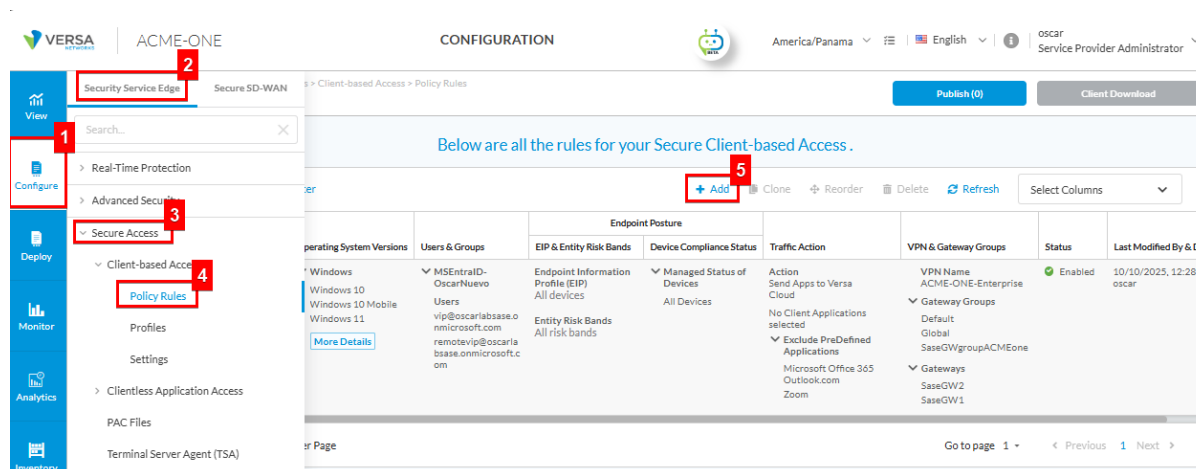 VERSA
NETWORKS
ACME-ONE
CONFIGURATION
BETA
America/Panama
English
oscar
Service Provider Administrator
2
Security Service Edge
Secure SD-WAN
> Client-based Access > Policy Rules
Publish (0)
Client Download
View
1
Search...
Below are all the rules for your Secure Client-based Access .
Configure
Real-Time Protection
5
Add
Clone
Reorder
Delete
Refresh
Select Columns
Advanced Security
3
Secure Access
Endpoint Posture
perating System Versions
Users & Groups
EIP & Entity Risk Bands
Device Compliance Status
Traffic Action
VPN & Gateway Groups
Status
Last Modified By & D
Deploy
Client-based Acce
4
Policy Rules
Profiles
Settings
Monitor
Clientless Application Access
Analytics
PAC Files
Terminal Server Agent (TSA)
Inventory
Windows
Windows 10
Windows 10 Mobile
Windows 11
More Details
MSEntraID-
OscarNuevo
Users
vip@oscarlabsase.o
nmicrosoft.com
remotevip@oscarla
bsase.onmicrosoft.c
om
Endpoint Information
Profile (EIP)
All devices
Entity Risk Bands
All risk bands
Managed Status of
Devices
All Devices
Action
Send Apps to Versa
Cloud
No Client Applications
selected
Exclude PreDefined
Applications
Microsoft Office 365
Outlook.com
Zoom
VPN Name
ACME-ONE-Enterprise
Gateway Groups
Default
Global
SaseGWgroupACMEone
Gateways
SaseGW2
SaseGW1
Enabled
10/10/2025, 12:28
oscar
er Page
Go to page 1
Previous
1
Next